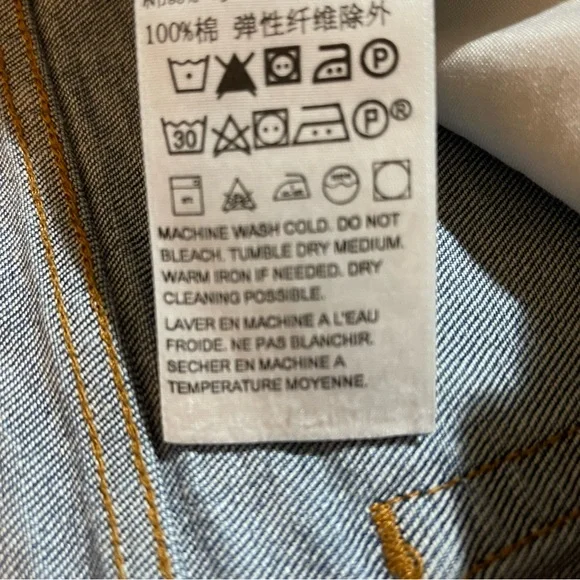 100%棉 弹性纤维除外
30
P
P®
MACHINE WASH COLD. DO NOT
BLEACH. TUMBLE DRY MEDIUM.
WARM IRON IF NEEDED. DRY
CLEANING POSSIBLE.
LAVER EN MACHINE A L'EAU
FROIDE. NE PAS BLANCHIR.
SECHER EN MACHINE A
TEMPERATURE MOYENNE.